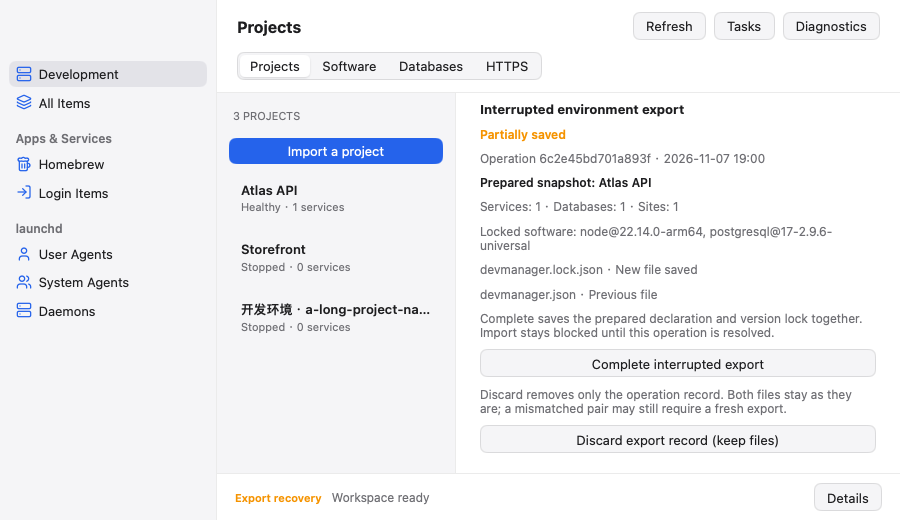 Projects
Refresh
Tasks
Diagnostics
Projects
Software
Databases
HTTPS
Development
All Items
Apps & Services
Homebrew
Login Items
launchd
User Agents
System Agents
Daemons
3 PROJECTS
Import a project
Atlas API
Healthy · 1 services
Storefront
Stopped · 0 services
开发环境 · a-long-project-na...
Stopped · 0 services
Interrupted environment export
Partially saved
Operation 6c2e45bd701a893f · 2026-11-07 19:00
Prepared snapshot: Atlas API
Services: 1 · Databases: 1 · Sites: 1
Locked software: node@22.14.0-arm64, postgresql@17-2.9.6-
universal
devmanager.lock.json · New file saved
devmanager.json · Previous file
Complete saves the prepared declaration and version lock together.
Import stays blocked until this operation is resolved.
Complete interrupted export
Discard removes only the operation record. Both files stay as they
are; a mismatched pair may still require a fresh export.
Discard export record (keep files)
Export recovery
Workspace ready
Details